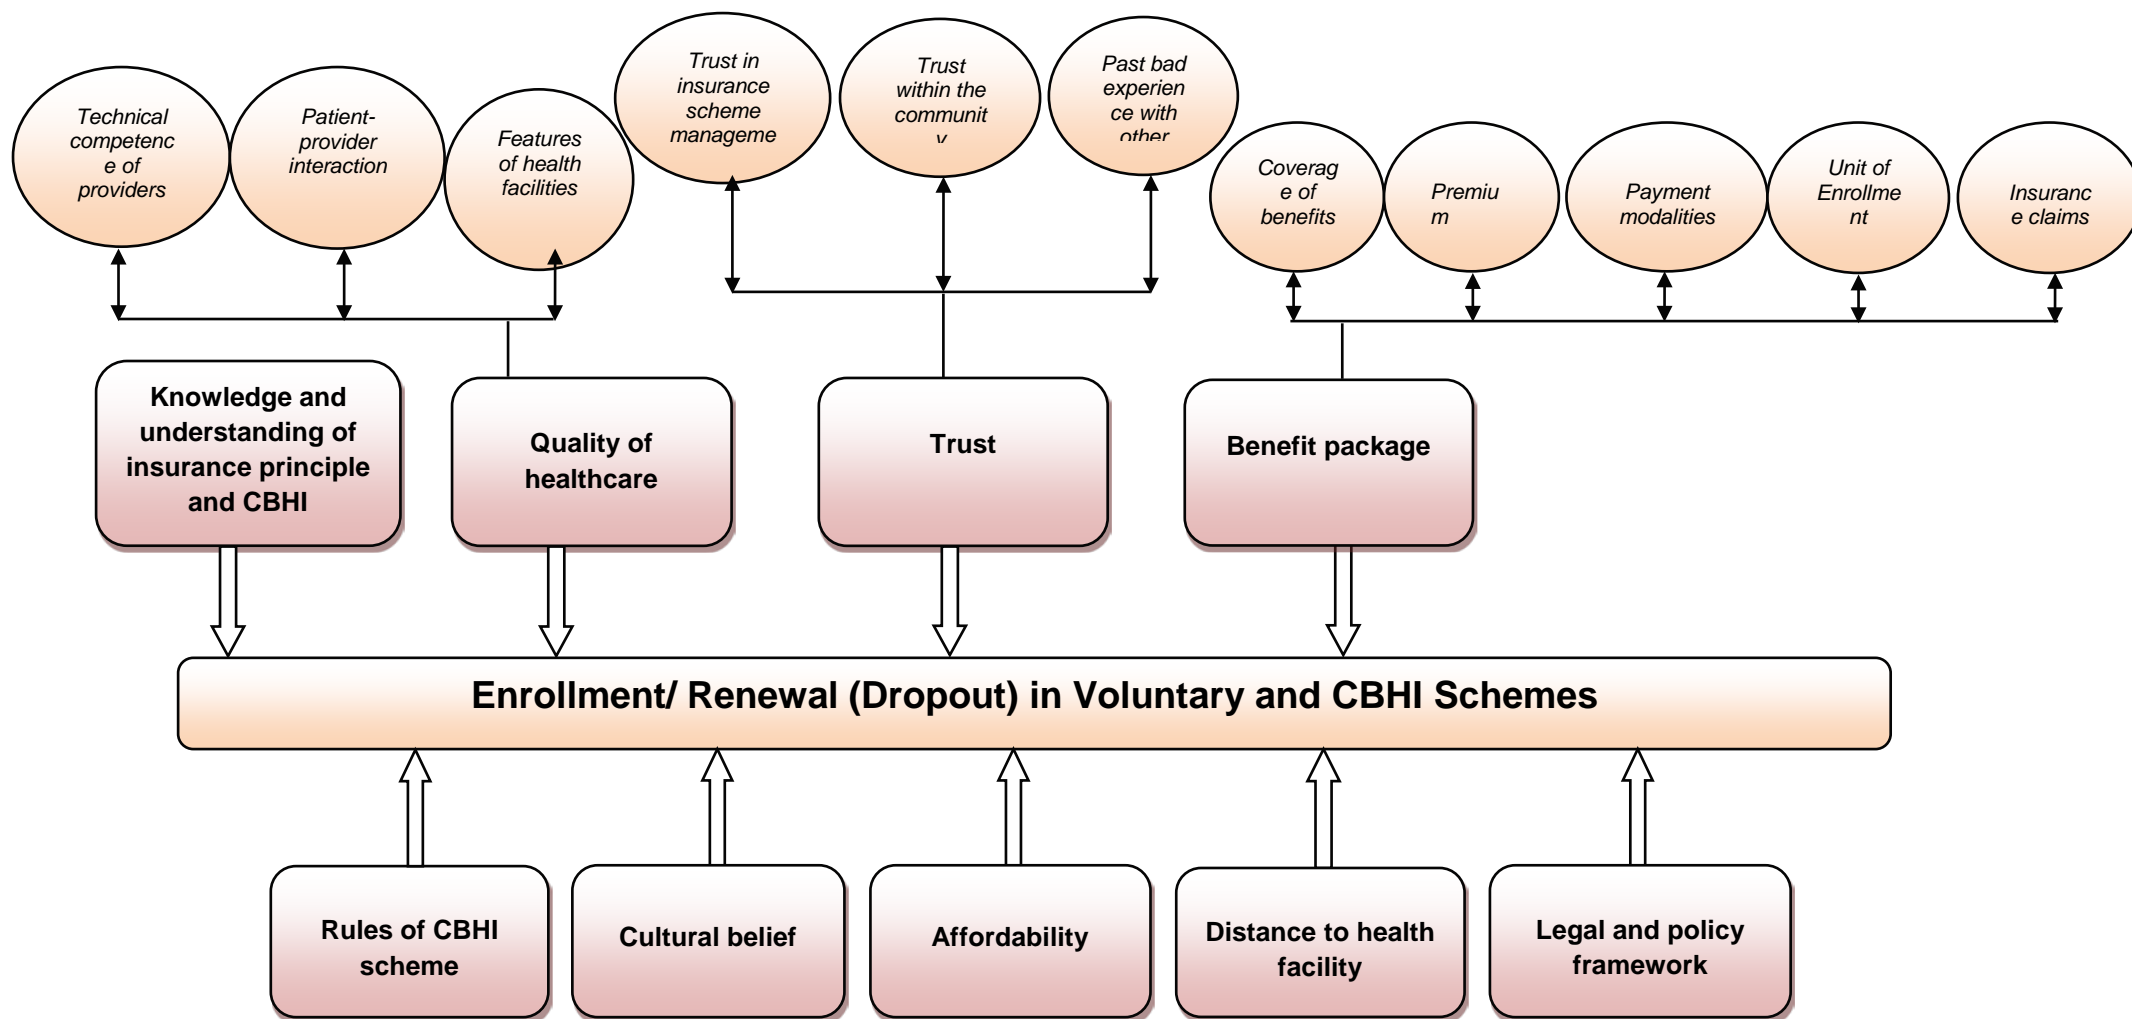 Technical
competenc
e of
providers
Patient-
provider
interaction
Features
of health
facilities
Trust in
insurance
scheme
manageme
Trust
within the
communit
y
Past bad
experien
ce with
other
Coverag
e of
benefits
Premiu
m
Payment
modalities
Unit of
Enrollme
nt
Insuranc
e claims
Knowledge and
understanding of
insurance principle
and CBHI
Quality of
healthcare
Trust
Benefit package
Enrollment/ Renewal (Dropout) in Voluntary and CBHI Schemes
Rules of CBHI
scheme
Cultural belief
Affordability
Distance to health
facility
Legal and policy
framework